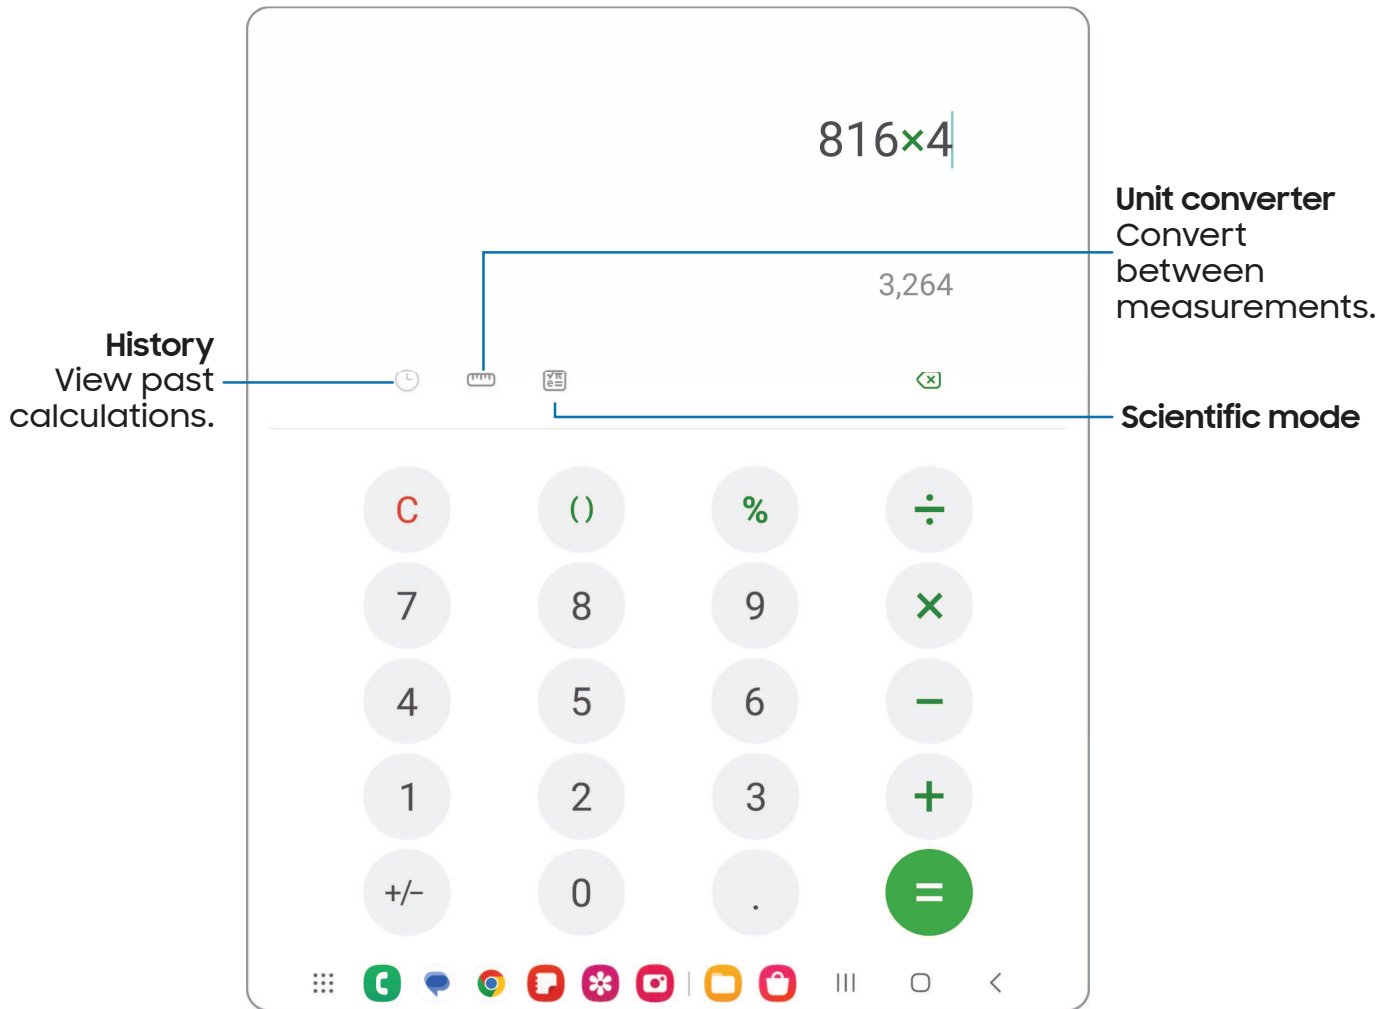 816×4
Unit converter
Convert
between
measurements.
3,264
History
View past
calculations.
Scientific mode
C
()
%
÷
7
8
9
×
4
5
6
−
1
2
3
+
+/−
0
.
=